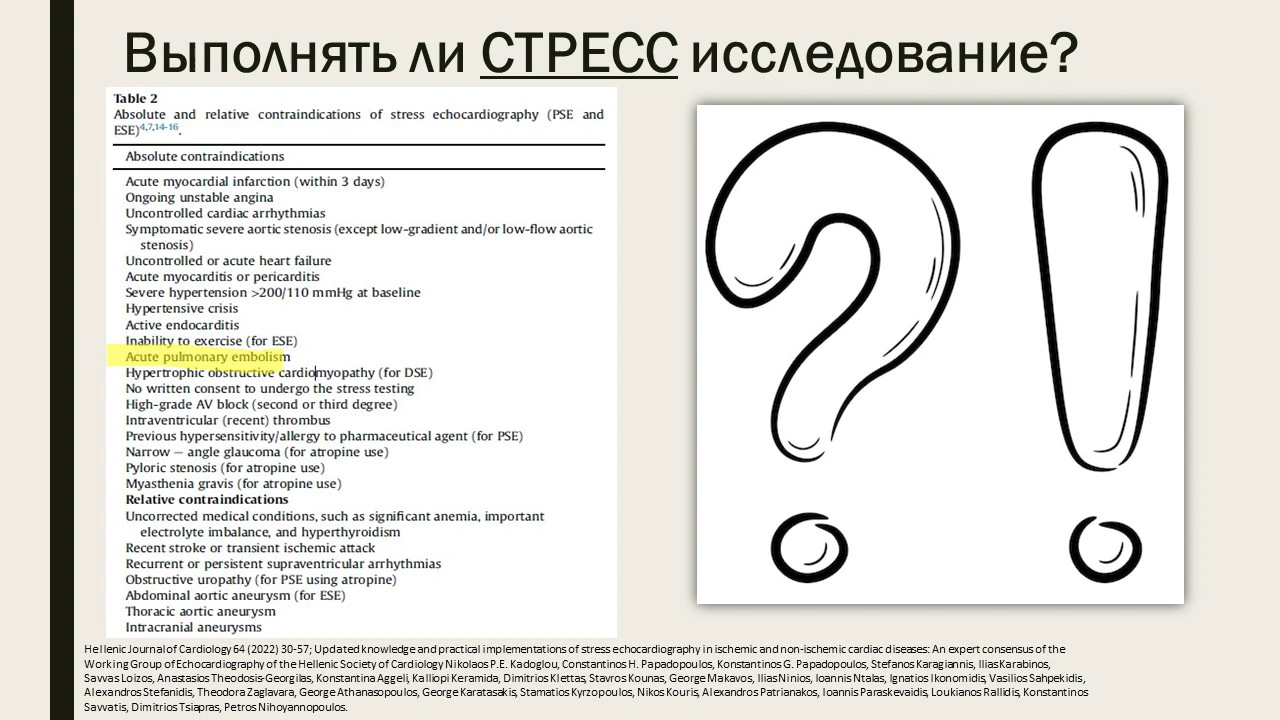 Выполнять ли СТРЕСС исследование?
Table 2
Absolute and relative contraindications of stress echocardiography (PSE and
ESE)4,7,14-16.
Absolute contraindications
Acute myocardial infarction (within 3 days)
Ongoing unstable angina
Uncontrolled cardiac arrhythmias
Symptomatic severe aortic stenosis (except low-gradient and/or low-flow aortic
stenosis)
Uncontrolled or acute heart failure
Acute myocarditis or pericarditis
Severe hypertension >200/110 mmHg at baseline
Hypertensive crisis
Active endocarditis
Inability to exercise (for ESE)
Acute pulmonary embolism
Hypertrophic obstructive cardiomyopathy (for DSE)
No written consent to undergo the stress testing
High-grade AV block (second or third degree)
Intraventricular (recent) thrombus
Previous hypersensitivity/allergy to pharmaceutical agent (for PSE)
Narrow – angle glaucoma (for atropine use)
Pyloric stenosis (for atropine use)
Myasthenia gravis (for atropine use)
Relative contraindications
Uncorrected medical conditions, such as significant anemia, important
electrolyte imbalance, and hyperthyroidism
Recent stroke or transient ischemic attack
Recurrent or persistent supraventricular arrhythmias
Obstructive uropathy (for PSE using atropine)
Abdominal aortic aneurysm (for ESE)
Thoracic aortic aneurysm
Intracranial aneurysms
?!
Hellenic Journal of Cardiology 64 (2022) 30-57; Updated knowledge and practical implementations of stress echocardiography in ischemic and non-ischemic cardiac diseases: An expert consensus of the
Working Group of Echocardiography of the Hellenic Society of Cardiology Nikolaos P.E. Kadoglou, Constantinos H. Papadopoulos, Konstantinos G. Papadopoulos, Stefanos Karagiannis, Ilias Karabinos,
Savvas Loizos, Anastasios Theodosis-Georgilas, Konstantina Aggeli, Kalliopi Keramida, Dimitrios Klettas, Stavros Kounas, George Makavos, Ilias Ninios, Ioannis Ntalas, Ignatios Ikonomidis, Vasilios Sahpekidis,
Alexandros Stefanidis, Theodora Zaglavara, George Athanasopoulos, George Karatasakis, Stamatios Kyrzopoulos, Nikos Kouris, Alexandros Patrianakos, Ioannis Paraskevaidis, Loukianos Rallidis, Konstantinos
Savvatis, Dimitrios Tsiapras, Petros Nihoyannopoulos.